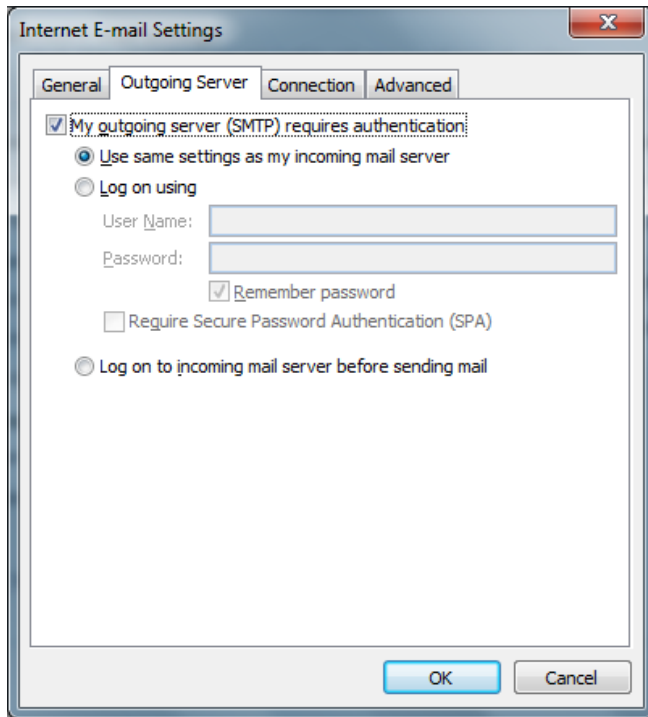 Internet E-mail Settings
General Outgoing Server Connection Advanced
My outgoing server (SMTP) requires authentication
Use same settings as my incoming mail server
Log on using
User Name:
Password:
Remember password
Require Secure Password Authentication (SPA)
Log on to incoming mail server before sending mail
OK Cancel